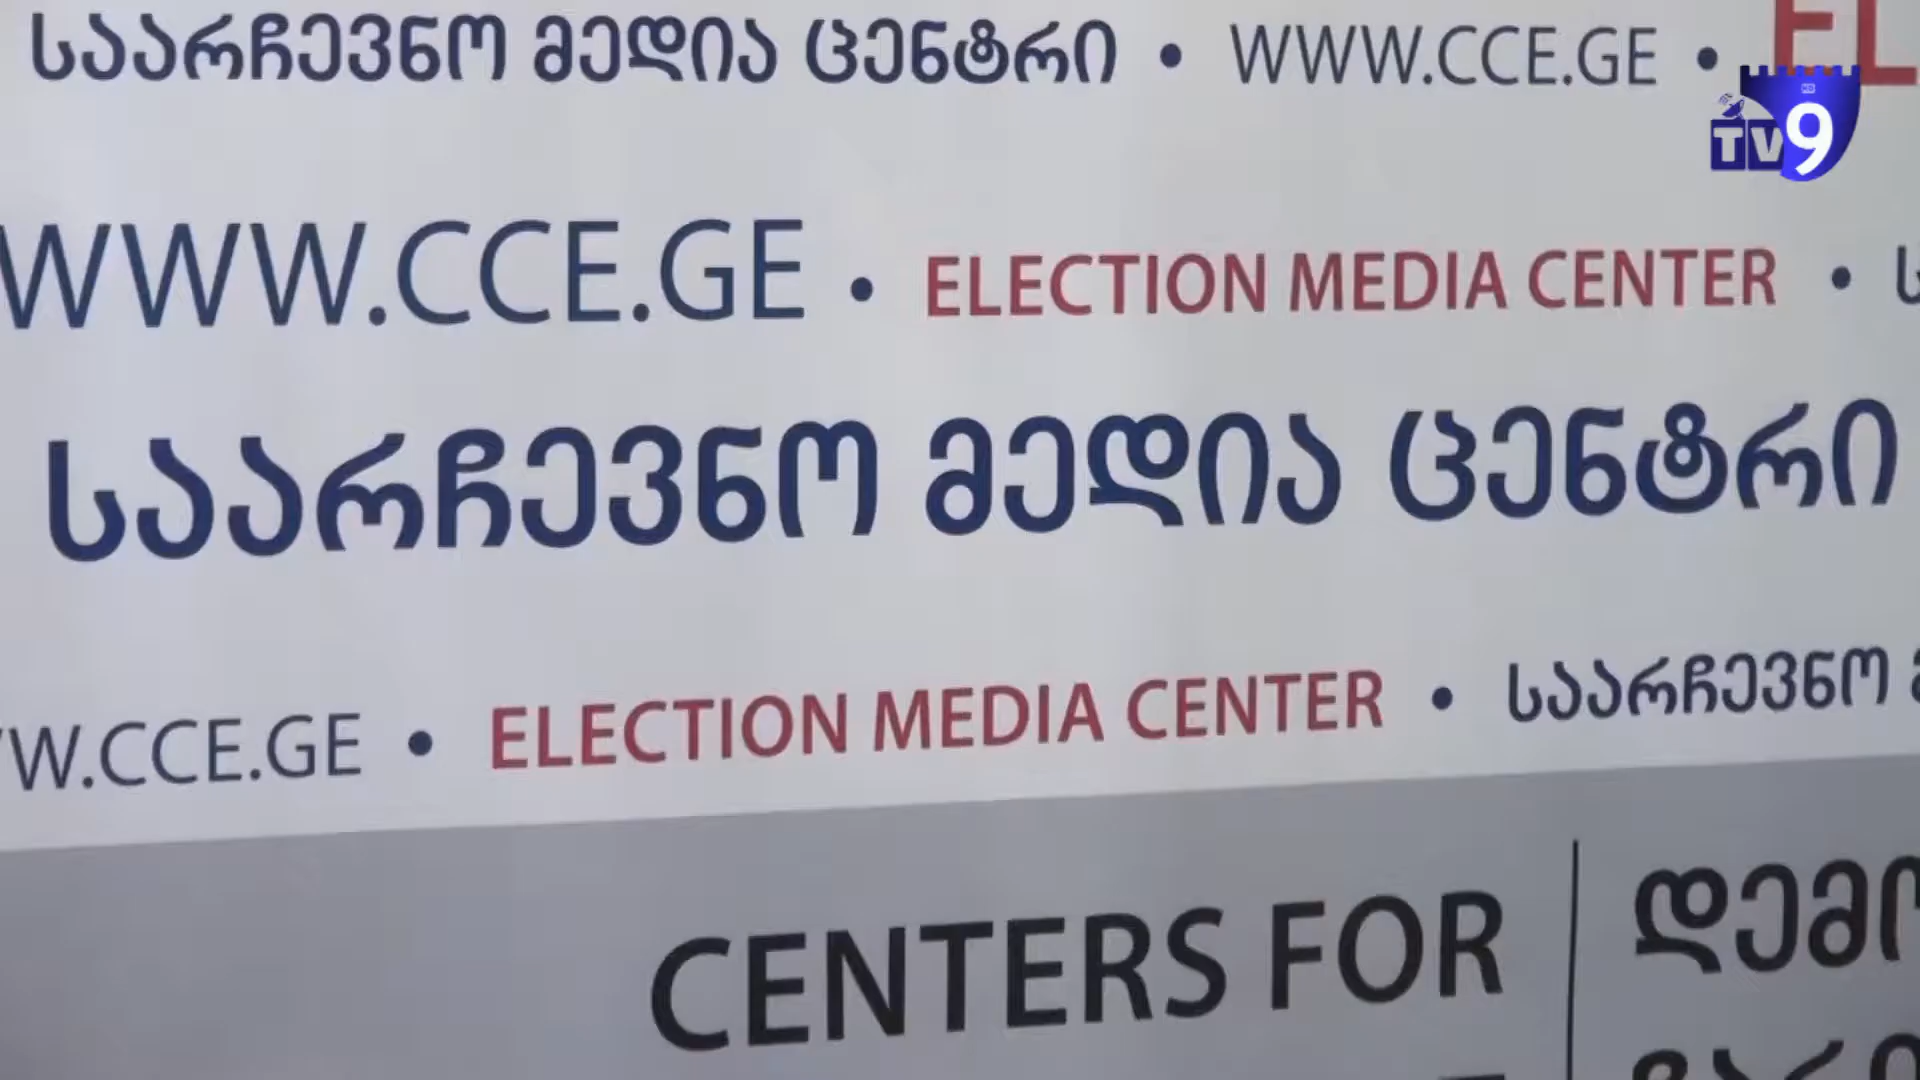 საარჩევნო მედია ცენტრი • WWW.CCE.GE •
TV9
WWW.CCE.GE • ELECTION MEDIA CENTER •
საარჩევნო მედია ცენტრი
W.CCE.GE • ELECTION MEDIA CENTER • საარჩევნო
CENTERS FOR